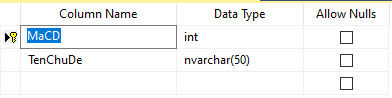 Column Name Data Type Allow Nulls
MaCD int
TenChuDe nvarchar(50)